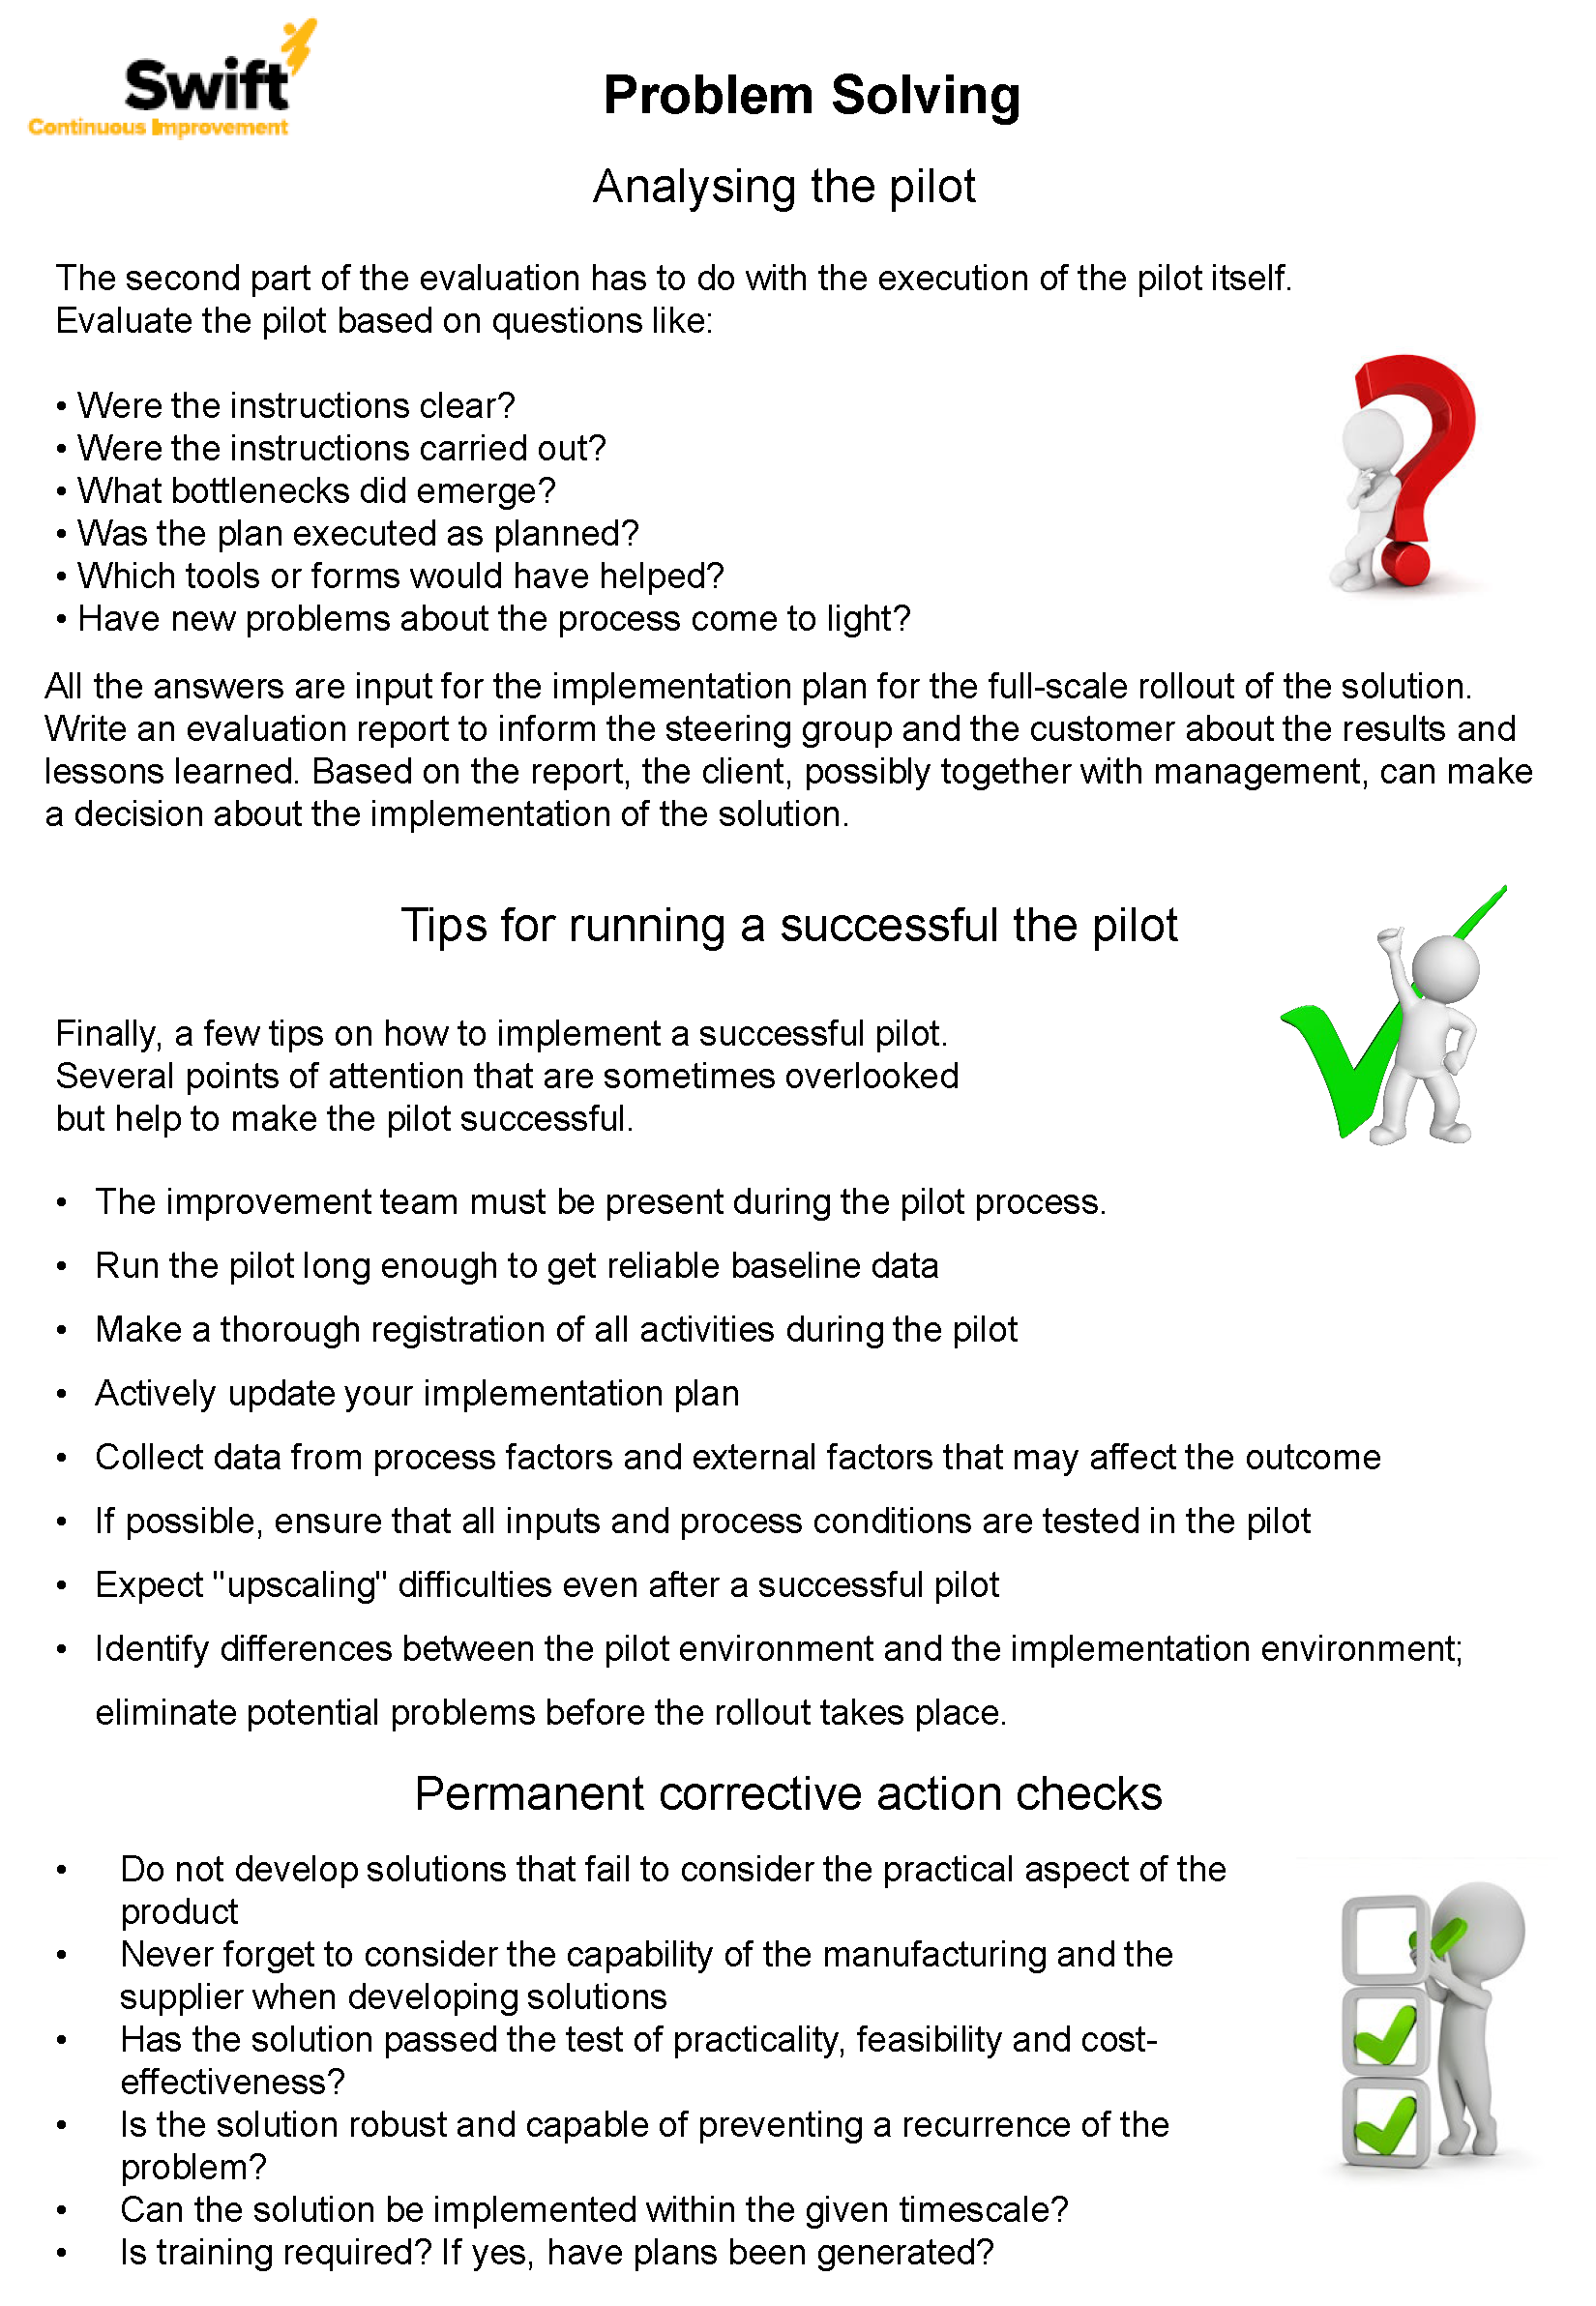 Swift
Continuous Improvement
Problem Solving
Analysing the pilot
The second part of the evaluation has to do with the execution of the pilot itself.
Evaluate the pilot based on questions like:
• Were the instructions clear?
• Were the instructions carried out?
• What bottlenecks did emerge?
• Was the plan executed as planned?
• Which tools or forms would have helped?
• Have new problems about the process come to light?
All the answers are input for the implementation plan for the full-scale rollout of the solution.
Write an evaluation report to inform the steering group and the customer about the results and
lessons learned. Based on the report, the client, possibly together with management, can make
a decision about the implementation of the solution.
Tips for running a successful the pilot
Finally, a few tips on how to implement a successful pilot.
Several points of attention that are sometimes overlooked
but help to make the pilot successful.
• The improvement team must be present during the pilot process.
• Run the pilot long enough to get reliable baseline data
• Make a thorough registration of all activities during the pilot
• Actively update your implementation plan
• Collect data from process factors and external factors that may affect the outcome
• If possible, ensure that all inputs and process conditions are tested in the pilot
• Expect "upscaling" difficulties even after a successful pilot
• Identify differences between the pilot environment and the implementation environment;
eliminate potential problems before the rollout takes place.
Permanent corrective action checks
• Do not develop solutions that fail to consider the practical aspect of the
product
• Never forget to consider the capability of the manufacturing and the
supplier when developing solutions
• Has the solution passed the test of practicality, feasibility and cost-
effectiveness?
• Is the solution robust and capable of preventing a recurrence of the
problem?
• Can the solution be implemented within the given timescale?
• Is training required? If yes, have plans been generated?